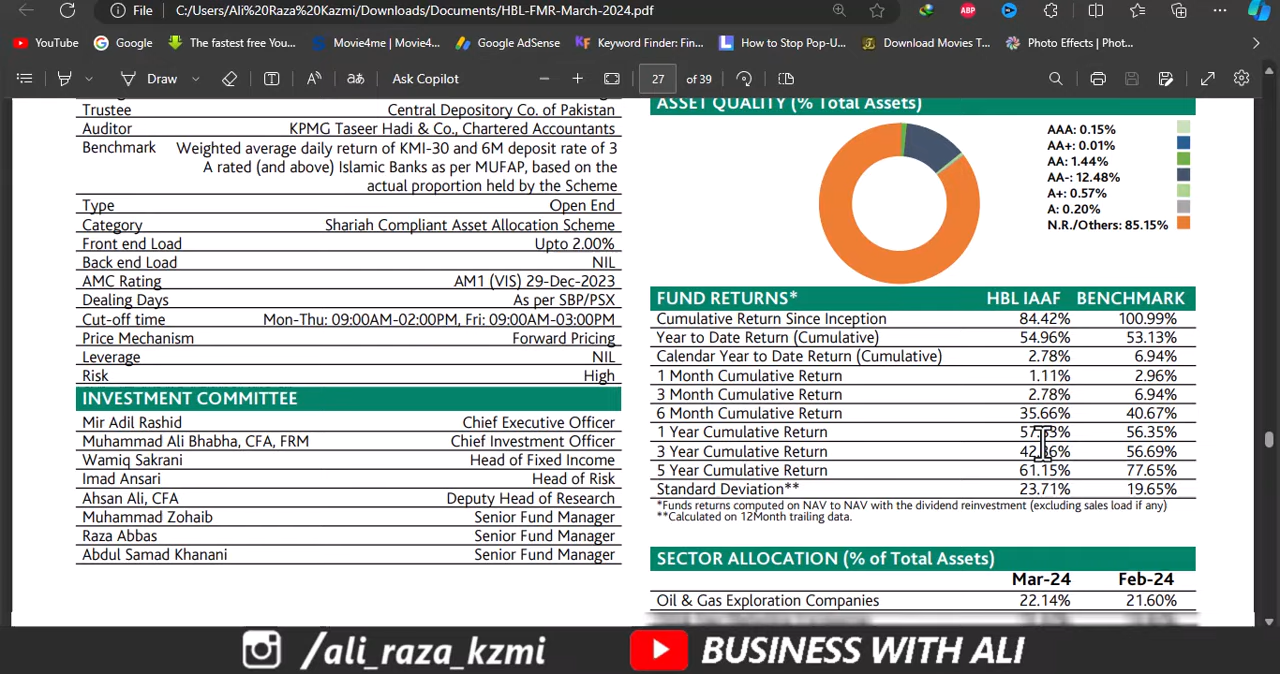 File C:/Users/Ali%20Raza%20Kazmi/Downloads/Documents/HBL-FMR-March-2024.pdf
YouTube Google The fastest free You... Movie4me | Movie4... Google AdSense Keyword Finder: Fin... How to Stop Pop-U... Download Movies T... Photo Effects | Phot...
Draw Ask Copilot 27 of 39
Trustee Central Depository Co. of Pakistan
Auditor KPMG Taseer Hadi & Co., Chartered Accountants
Benchmark Weighted average daily return of KMI-30 and 6M deposit rate of 3
A rated (and above) Islamic Banks as per MUFAP, based on the
actual proportion held by the Scheme
Type Open End
Category Shariah Compliant Asset Allocation Scheme
Front end Load Upto 2.00%
Back end Load NIL
AMC Rating AM1 (VIS) 29-Dec-2023
Dealing Days As per SBP/PSX
Cut-off time Mon-Thu: 09:00AM-02:00PM, Fri: 09:00AM-03:00PM
Price Mechanism Forward Pricing
Leverage NIL
Risk High
INVESTMENT COMMITTEE
Mir Adil Rashid Chief Executive Officer
Muhammad Ali Bhabha, CFA, FRM Chief Investment Officer
Wamiq Sakrani Head of Fixed Income
Imad Ansari Head of Risk
Ahsan Ali, CFA Deputy Head of Research
Muhammad Zohaib Senior Fund Manager
Raza Abbas Senior Fund Manager
Abdul Samad Khanani Senior Fund Manager
ASSET QUALITY (% Total Assets)
AAA: 0.15%
AA+: 0.01%
AA: 1.44%
AA-: 12.48%
A+: 0.57%
A: 0.20%
N.R./Others: 85.15%
FUND RETURNS* HBL IAAF BENCHMARK
Cumulative Return Since Inception 84.42% 100.99%
Year to Date Return (Cumulative) 54.96% 53.13%
Calendar Year to Date Return (Cumulative) 2.78% 6.94%
1 Month Cumulative Return 1.11% 2.96%
3 Month Cumulative Return 2.78% 6.94%
6 Month Cumulative Return 35.66% 40.67%
1 Year Cumulative Return 56.35%
3 Year Cumulative Return 56.69%
5 Year Cumulative Return 61.15% 77.65%
Standard Deviation** 23.71% 19.65%
*Funds returns computed on NAV to NAV with the dividend reinvestment (excluding sales load if any)
**Calculated on 12Month trailing data.
SECTOR ALLOCATION (% of Total Assets)
Mar-24 Feb-24
Oil & Gas Exploration Companies 22.14% 21.60%
/ali_raza_kzmi BUSINESS WITH ALI